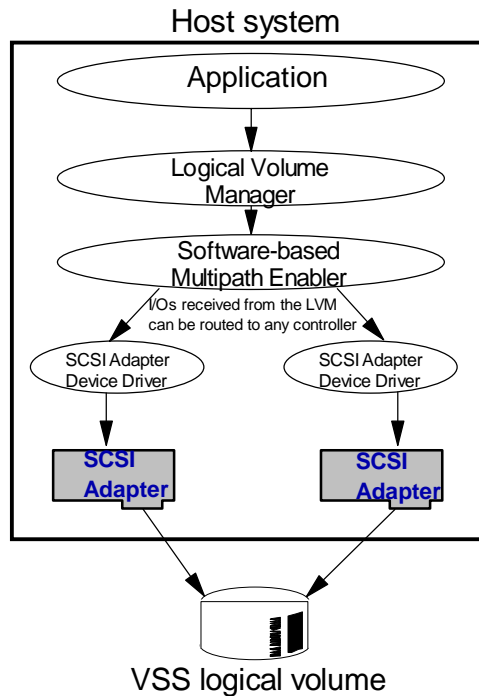 Host system
Application
Logical Volume
Manager
Software-based
Multipath Enabler
I/Os received from the LVM
can be routed to any controller
SCSI Adapter
Device Driver
SCSI Adapter
Device Driver
SCSI
Adapter
SCSI
Adapter
VSS logical volume